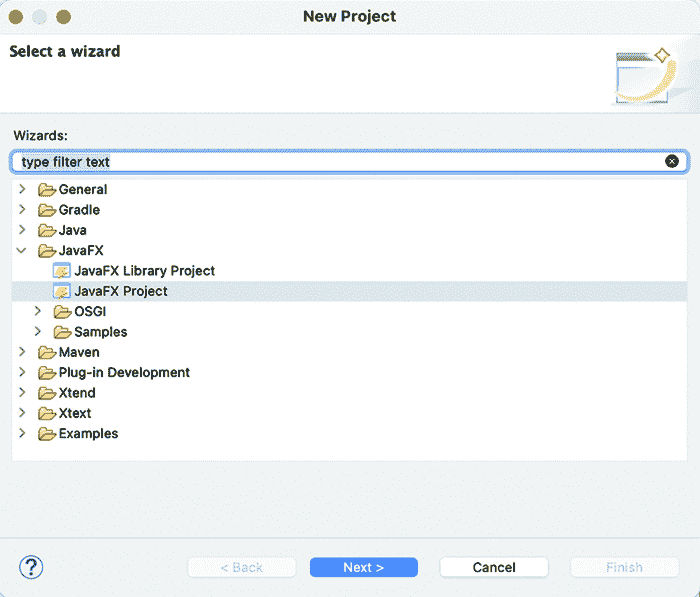 New Project
Select a wizard
Wizards:
type filter text
General
Gradle
Java
JavaFX
JavaFX Library Project
JavaFX Project
OSGI
Samples
Maven
Plug-in Development
Xtend
Xtext
Examples
? < Back Next > Cancel Finish